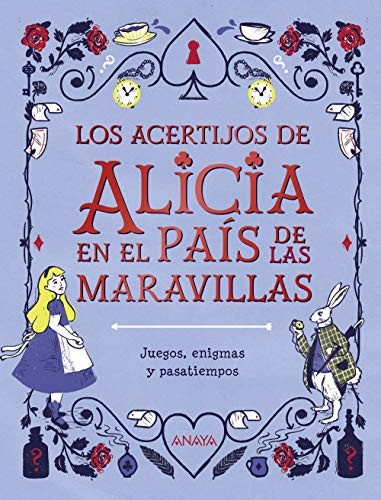 LOS ACERTIJOS DE
ALICIA
EN EL PAÍS DE LAS
MARAVILLAS
Juegos, enigmas
y pasatiempos
ANAYA
? ?